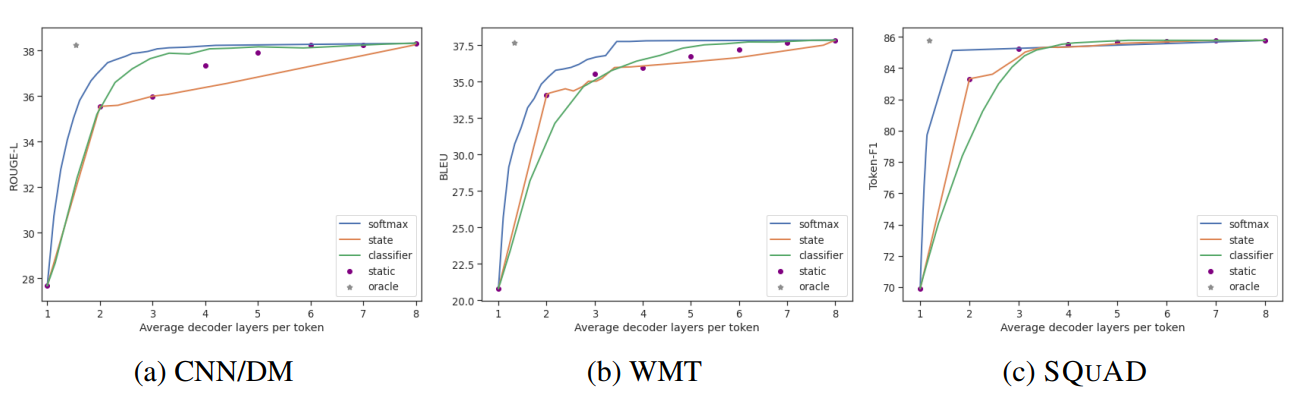 ROUGE-L
38
36
34
32
30
28
1 2 3 4 5 6 7 8
Average decoder layers per token
softmax
state
classifier
static
oracle
(a) CNN/DM
BLEU
37.5
35.0
32.5
30.0
27.5
25.0
22.5
20.0
1 2 3 4 5 6 7 8
Average decoder layers per token
softmax
state
classifier
static
oracle
(b) WMT
Token-F1
86
84
82
80
78
76
74
72
70
1 2 3 4 5 6 7 8
Average decoder layers per token
softmax
state
classifier
static
oracle
(c) SQUAD